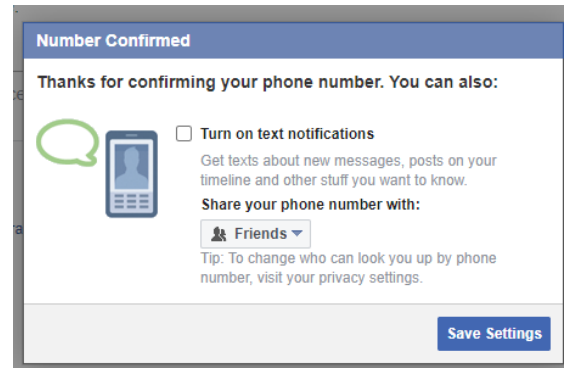 Number Confirmed
Thanks for confirming your phone number. You can also:
Turn on text notifications
Get texts about new messages, posts on your
timeline and other stuff you want to know.
Share your phone number with:
Friends
Tip: To change who can look you up by phone
number, visit your privacy settings.
Save Settings